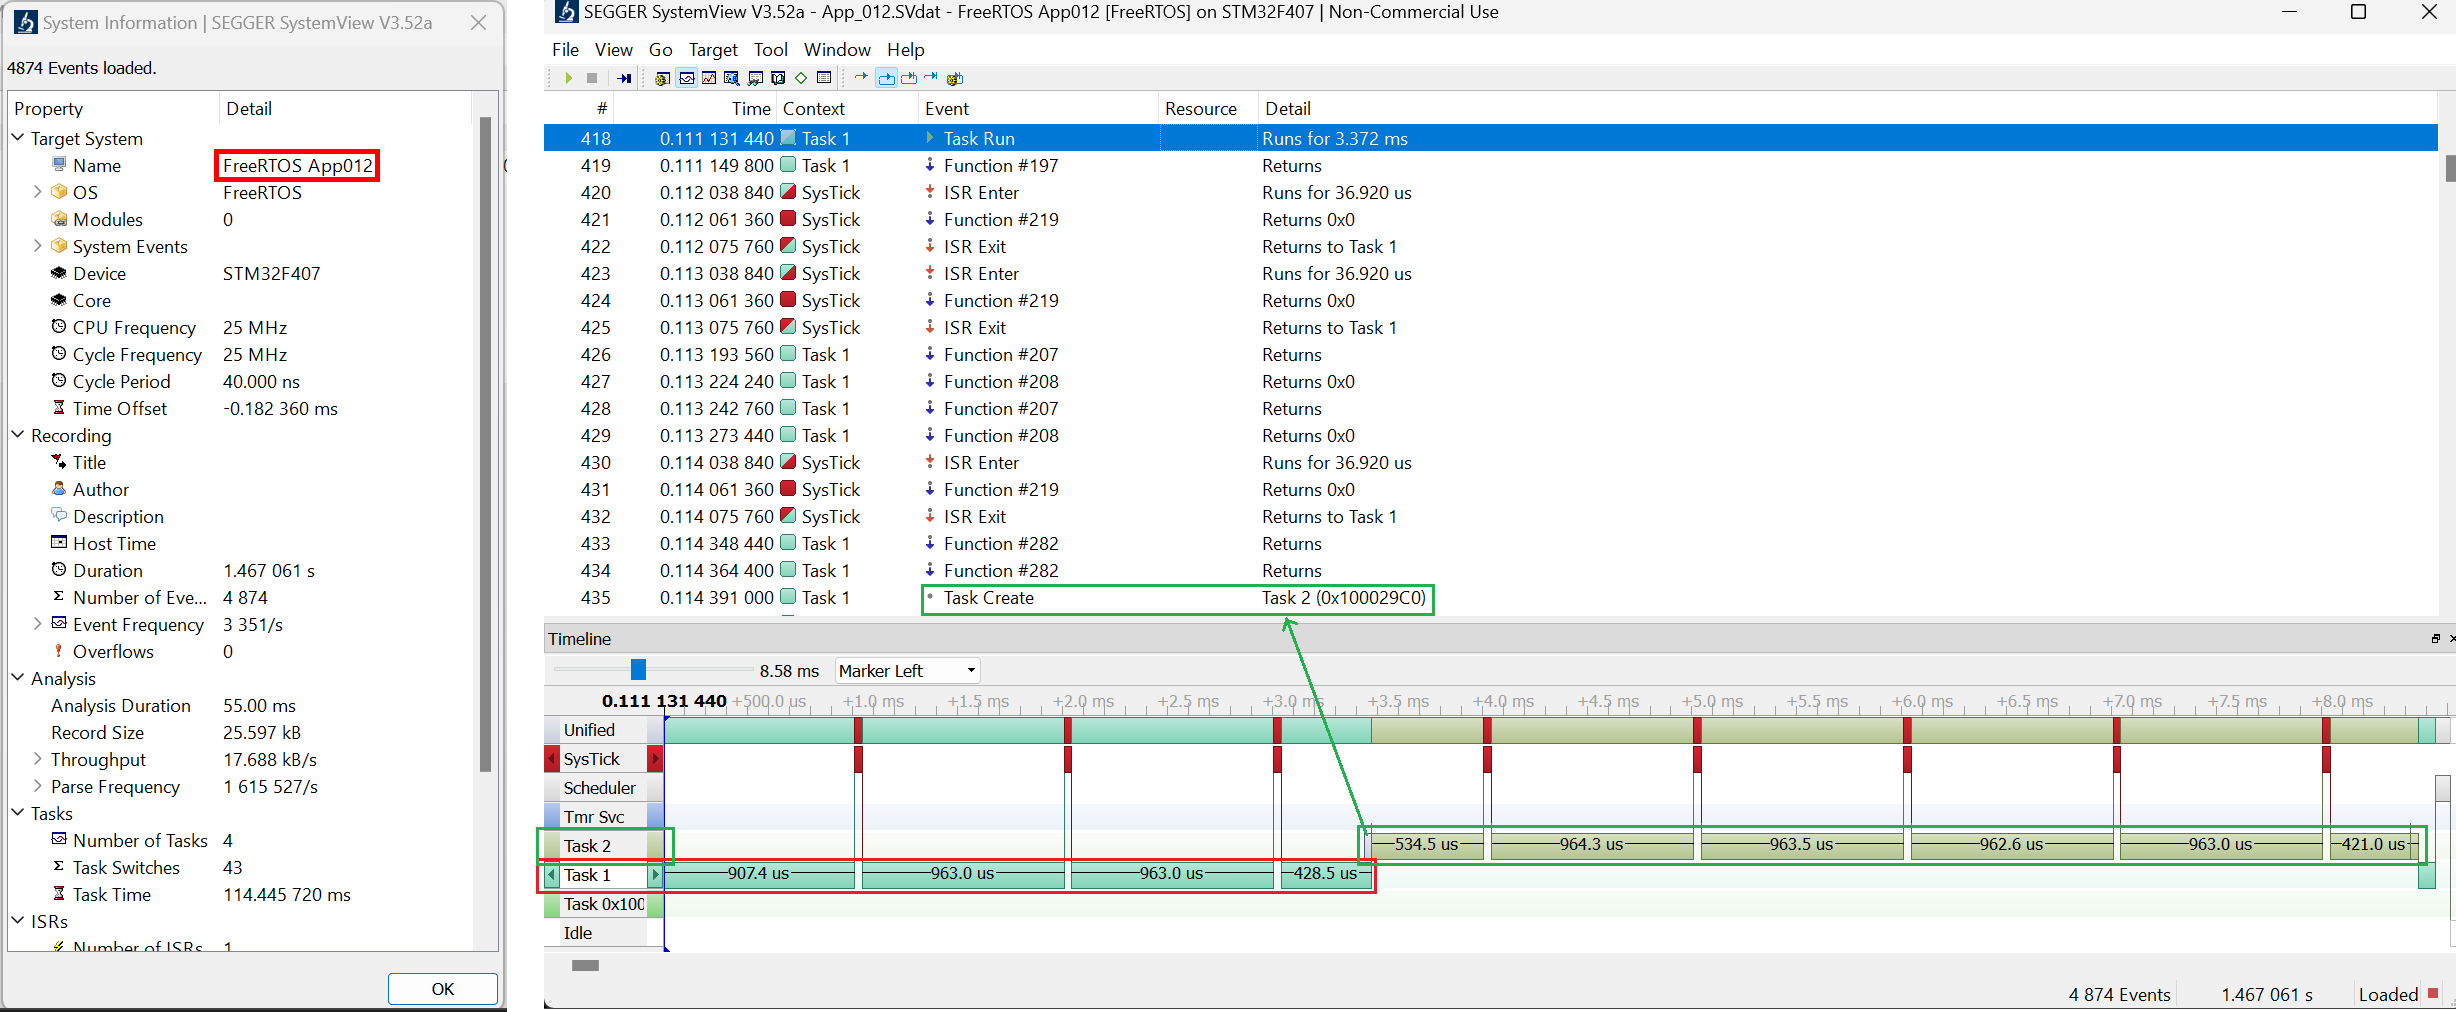 System Information | SEGGER SystemView V3.52a
4874 Events loaded.
Property Detail
Target System
Name FreeRTOS App012
OS FreeRTOS
Modules 0
System Events
Device STM32F407
Core
CPU Frequency 25 MHz
Cycle Frequency 25 MHz
Cycle Period 40.000 ns
Time Offset -0.182 360 ms
Recording
Title
Author
Description
Host Time
Duration 1.467 061 s
Number of Eve... 4 874
Event Frequency 3 351/s
Overflows 0
Analysis
Analysis Duration 55.00 ms
Record Size 25.597 kB
Throughput 17.688 kB/s
Parse Frequency 1 615 527/s
Tasks
Number of Tasks 4
Task Switches 43
Task Time 114.445 720 ms
ISRs
Number of ISRs 1
OK
SEGGER SystemView V3.52a - App_012.SVdat - FreeRTOS App012 [FreeRTOS] on STM32F407 | Non-Commercial Use
File View Go Target Tool Window Help
# Time Context Event Resource Detail
418 0.111 131 440 Task 1 Task Run Runs for 3.372 ms
419 0.111 149 800 Task 1 Function #197 Returns
420 0.112 038 840 SysTick ISR Enter Runs for 36.920 us
421 0.112 061 360 SysTick Function #219 Returns 0x0
422 0.112 075 760 SysTick ISR Exit Returns to Task 1
423 0.113 038 840 SysTick ISR Enter Runs for 36.920 us
424 0.113 061 360 SysTick Function #219 Returns 0x0
425 0.113 075 760 SysTick ISR Exit Returns to Task 1
426 0.113 193 560 Task 1 Function #207 Returns
427 0.113 224 240 Task 1 Function #208 Returns 0x0
428 0.113 242 760 Task 1 Function #207 Returns
429 0.113 273 440 Task 1 Function #208 Returns 0x0
430 0.114 038 840 SysTick ISR Enter Runs for 36.920 us
431 0.114 061 360 SysTick Function #219 Returns 0x0
432 0.114 075 760 SysTick ISR Exit Returns to Task 1
433 0.114 348 440 Task 1 Function #282 Returns
434 0.114 364 400 Task 1 Function #282 Returns
435 0.114 391 000 Task 1 Task Create Task 2 (0x100029C0)
Timeline
8.58 ms Marker Left
0.111 131 440 +500.0 us +1.0 ms +1.5 ms +2.0 ms +2.5 ms +3.0 ms +3.5 ms +4.0 ms +4.5 ms +5.0 ms +5.5 ms +6.0 ms +6.5 ms +7.0 ms +7.5 ms +8.0 ms
Unified
SysTick
Scheduler
Tmr Svc
Task 2 534.5 us 964.3 us 963.5 us 962.6 us 963.0 us 421.0 us
Task 1 907.4 us 963.0 us 963.0 us 428.5 us
Task 0x100
Idle
4 874 Events 1.467 061 s Loaded